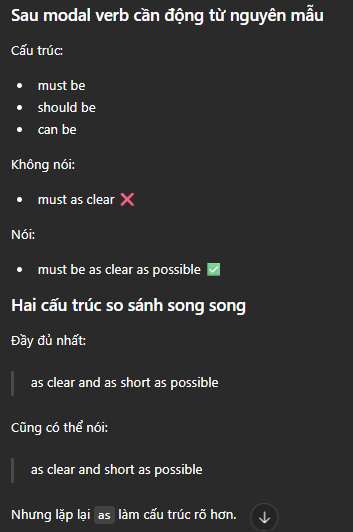 Sau modal verb cần động từ nguyên mẫu
Cấu trúc:
must be
should be
can be
Không nói:
must as clear ❌
Nói:
must be as clear as possible ✅
Hai cấu trúc so sánh song song
Đầy đủ nhất:
as clear and as short as possible
Cũng có thể nói:
as clear and short as possible
Nhưng lặp lại as làm cấu trúc rõ hơn.